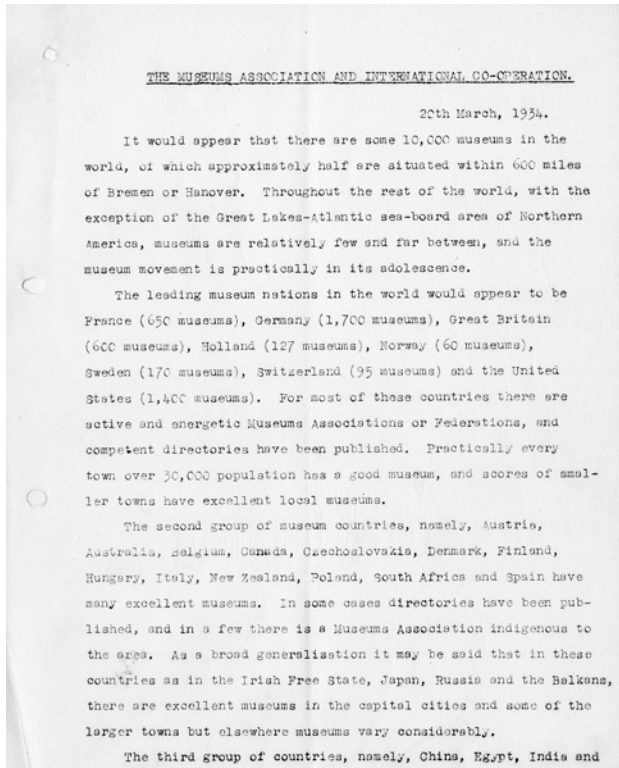 THE MUSEUMS ASSOCIATION AND INTERNATIONAL CO-OPERATION.
20th March, 1934.
It would appear that there are some 10,000 museums in the
world, of which approximately half are situated within 600 miles
of Bremen or Hanover. Throughout the rest of the world, with the
exception of the Great Lakes-Atlantic sea-board area of Northern
America, museums are relatively few and far between, and the
museum movement is practically in its adolescence.
The leading museum nations in the world would appear to be
France (650 museums), Germany (1,700 museums), Great Britain
(600 museums), Holland (127 museums), Norway (60 museums),
Sweden (170 museums), Switzerland (95 museums) and the United
States (1,400 museums). For most of these countries there are
active and energetic Museums Associations or Federations, and
competent directories have been published. Practically every
town over 30,000 population has a good museum, and scores of smal-
ler towns have excellent local museums.
The second group of museum countries, namely, Austria,
Australia, Belgium, Canada, Czechoslovakia, Denmark, Finland,
Hungary, Italy, New Zealand, Poland, South Africa and Spain have
many excellent museums. In some cases directories have been pub-
lished, and in a few there is a Museums Association indigenous to
the area. As a broad generalisation it may be said that in these
countries as in the Irish Free State, Japan, Russia and the Balkans,
there are excellent museums in the capital cities and some of the
larger towns but elsewhere museums vary considerably.
The third group of countries, namely, China, Egypt, India and